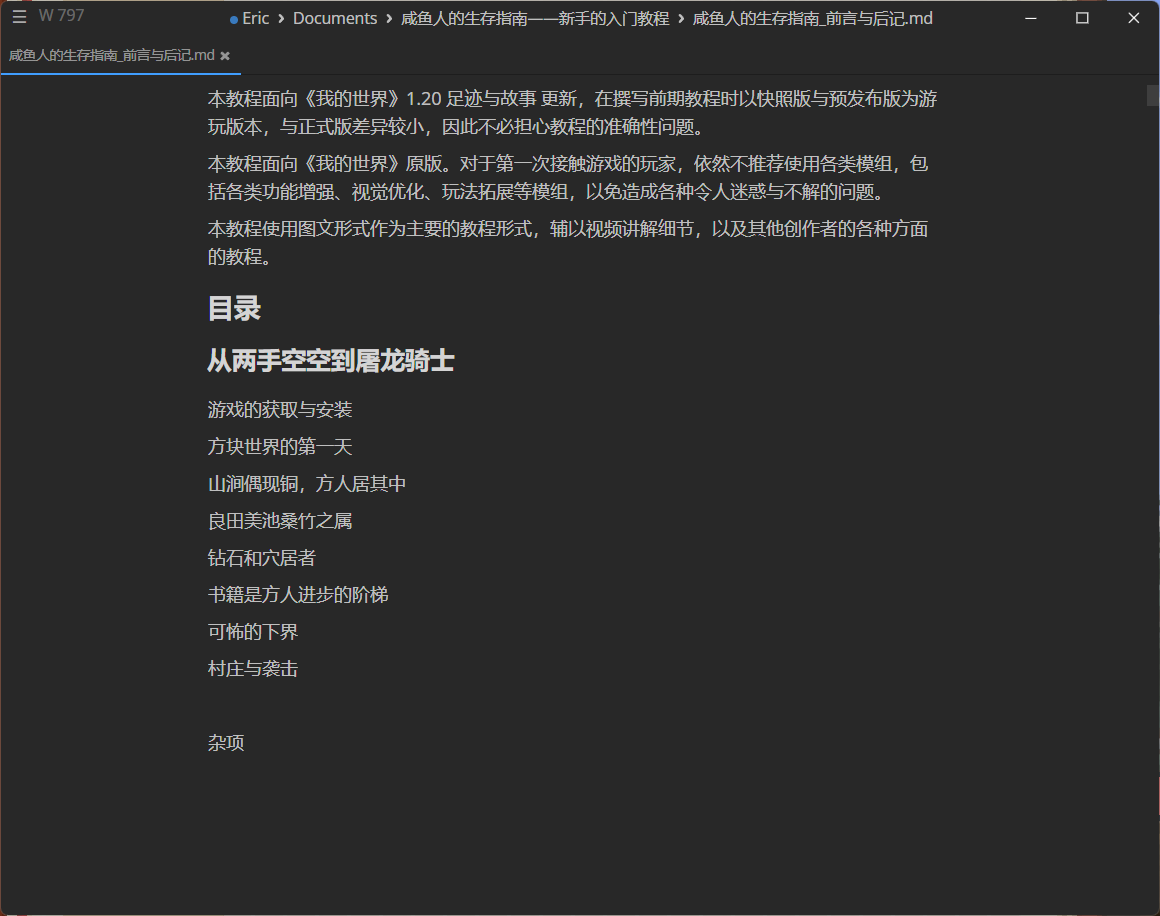 W 797
Eric › Documents › 咸鱼人的生存指南——新手的入门教程 › 咸鱼人的生存指南_前言与后记.md
咸鱼人的生存指南_前言与后记.md
本教程面向《我的世界》1.20 足迹与故事 更新，在撰写前期教程时以快照版与预发布版为游
玩版本，与正式版差异较小，因此不必担心教程的准确性问题。
本教程面向《我的世界》原版。对于第一次接触游戏的玩家，依然不推荐使用各类模组，包
括各类功能增强、视觉优化、玩法拓展等模组，以免造成各种令人迷惑与不解的问题。
本教程使用图文形式作为主要的教程形式，辅以视频讲解细节，以及其他创作者的各种方面
的教程。
目录
从两手空空到屠龙骑士
游戏的获取与安装
方块世界的第一天
山涧偶现铜，方人居其中
良田美池桑竹之属
钻石和穴居者
书籍是方人进步的阶梯
可怖的下界
村庄与袭击
杂项